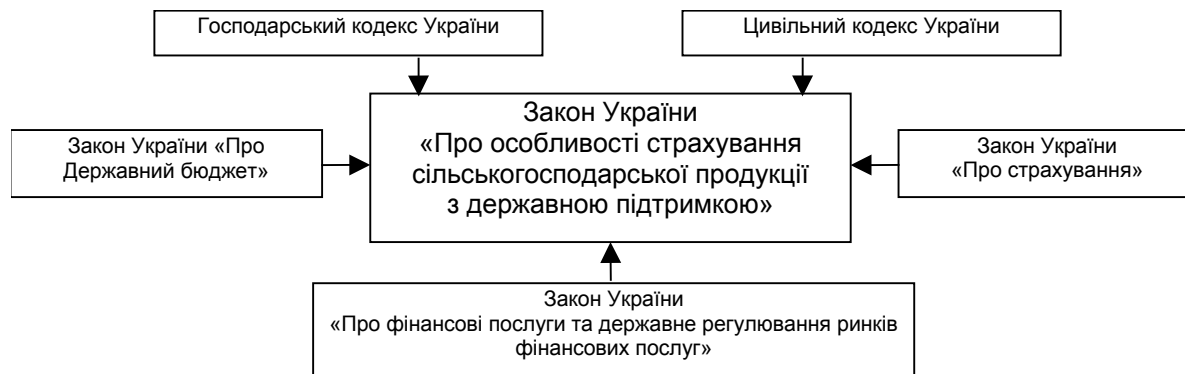 Господарський кодекс України
Цивільний кодекс України
Закон України «Про
Державний бюджет»
Закон України
«Про особливості страхування
сільськогосподарської продукції
з державною підтримкою»
Закон України
«Про страхування»
Закон України
«Про фінансові послуги та державне регулювання ринків
фінансових послуг»